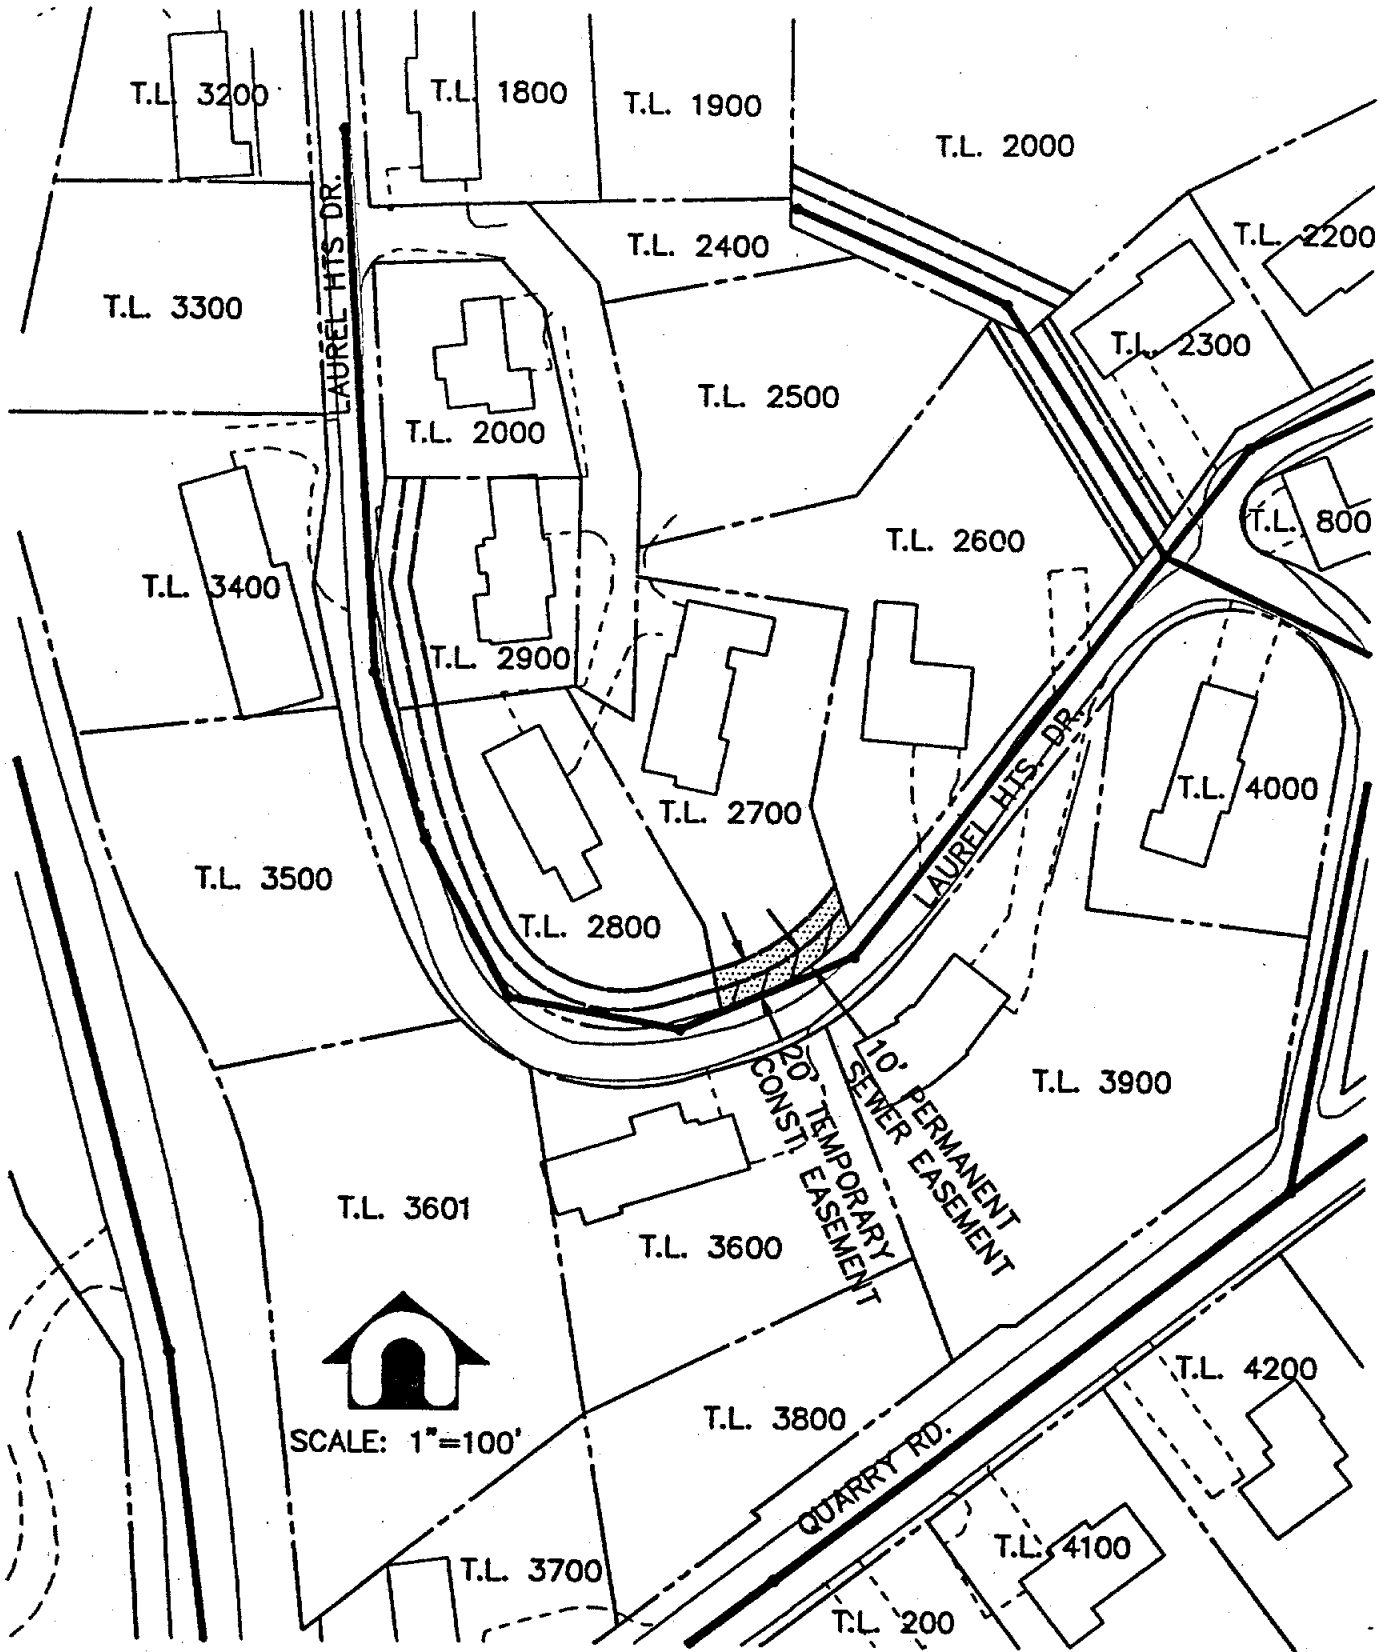 T.L. 3200
T.L. 1800
T.L. 1900
T.L. 2000
T.L. 2200
T.L. 2400
LAUREL HTS DR.
T.L. 3300
T.L. 2300
T.L. 2500
T.L. 2000
T.L. 800
T.L. 2600
T.L. 3400
T.L. 2900
T.L. 4000
T.L. 2700
LAUREL HTS. DR.
T.L. 3500
T.L. 2800
10' PERMANENT
SEWER EASEMENT
20' TEMPORARY
CONST. EASEMENT
T.L. 3900
T.L. 3601
T.L. 3600
T.L. 4200
T.L. 3800
SCALE: 1"=100'
QUARRY RD.
T.L. 4100
T.L. 3700
T.L. 200